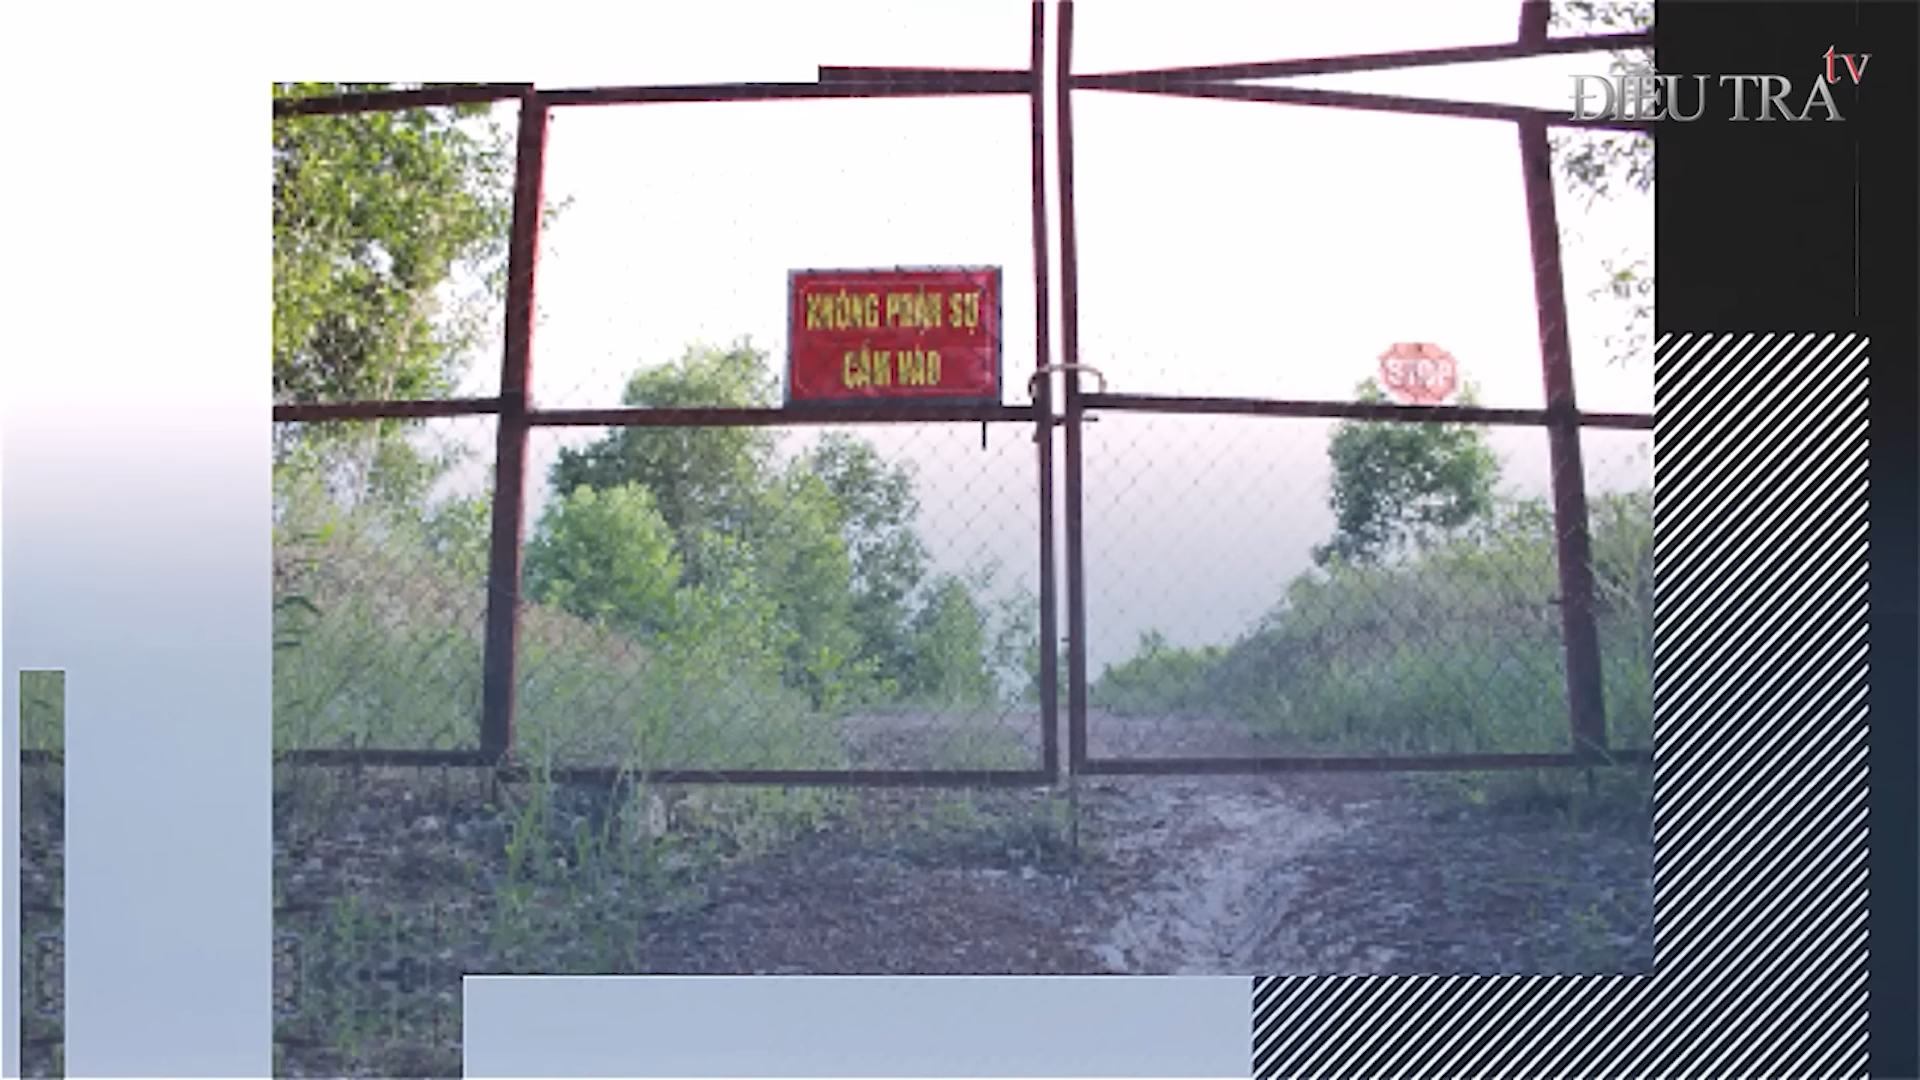 ĐIỀU TRA tv
KHÔNG PHẬN SỰ
CẤM VÀO
STOP